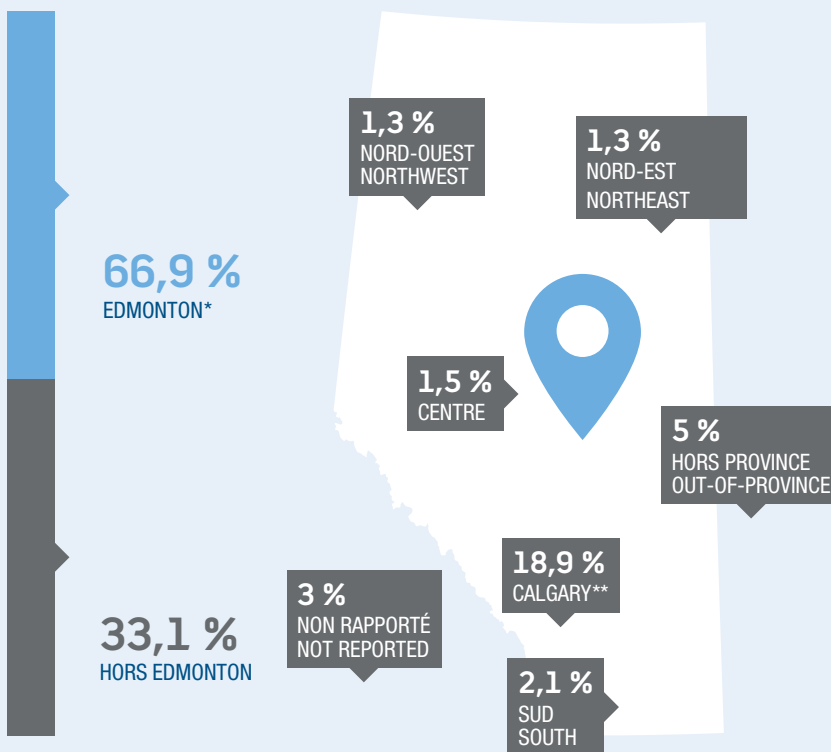 1,3 %
NORD-OUEST
NORTHWEST
1,3 %
NORD-EST
NORTHEAST
66,9 %
EDMONTON*
1,5 %
CENTRE
5 %
HORS PROVINCE
OUT-OF-PROVINCE
18,9 %
CALGARY**
3 %
NON RAPPORTÉ
NOT REPORTED
33,1 %
HORS EDMONTON
2,1 %
SUD
SOUTH